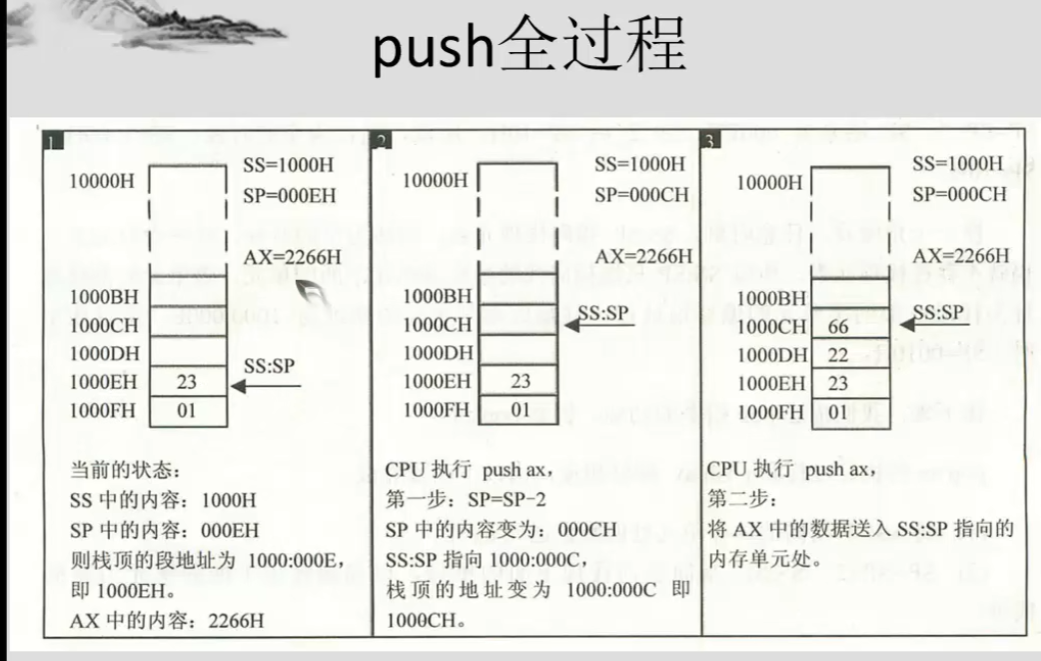 push全过程
1
10000H
SS=1000H
SP=000EH
AX=2266H
1000BH
1000CH
1000DH
SS:SP
1000EH 23
1000FH 01
当前的状态：
SS 中的内容：1000H
SP 中的内容：000EH
则栈顶的段地址为 1000:000E，
即 1000EH。
AX 中的内容：2266H
2
10000H
SS=1000H
SP=000CH
AX=2266H
1000BH
1000CH
SS:SP
1000DH
1000EH 23
1000FH 01
CPU 执行 push ax，
第一步：SP=SP-2
SP 中的内容变为：000CH
SS:SP 指向 1000:000C，
栈顶的地址变为 1000:000C 即
1000CH。
3
10000H
SS=1000H
SP=000CH
AX=2266H
1000BH
1000CH 66
SS:SP
1000DH 22
1000EH 23
1000FH 01
CPU 执行 push ax，
第二步：
将 AX 中的数据送入 SS:SP 指向的
内存单元处。